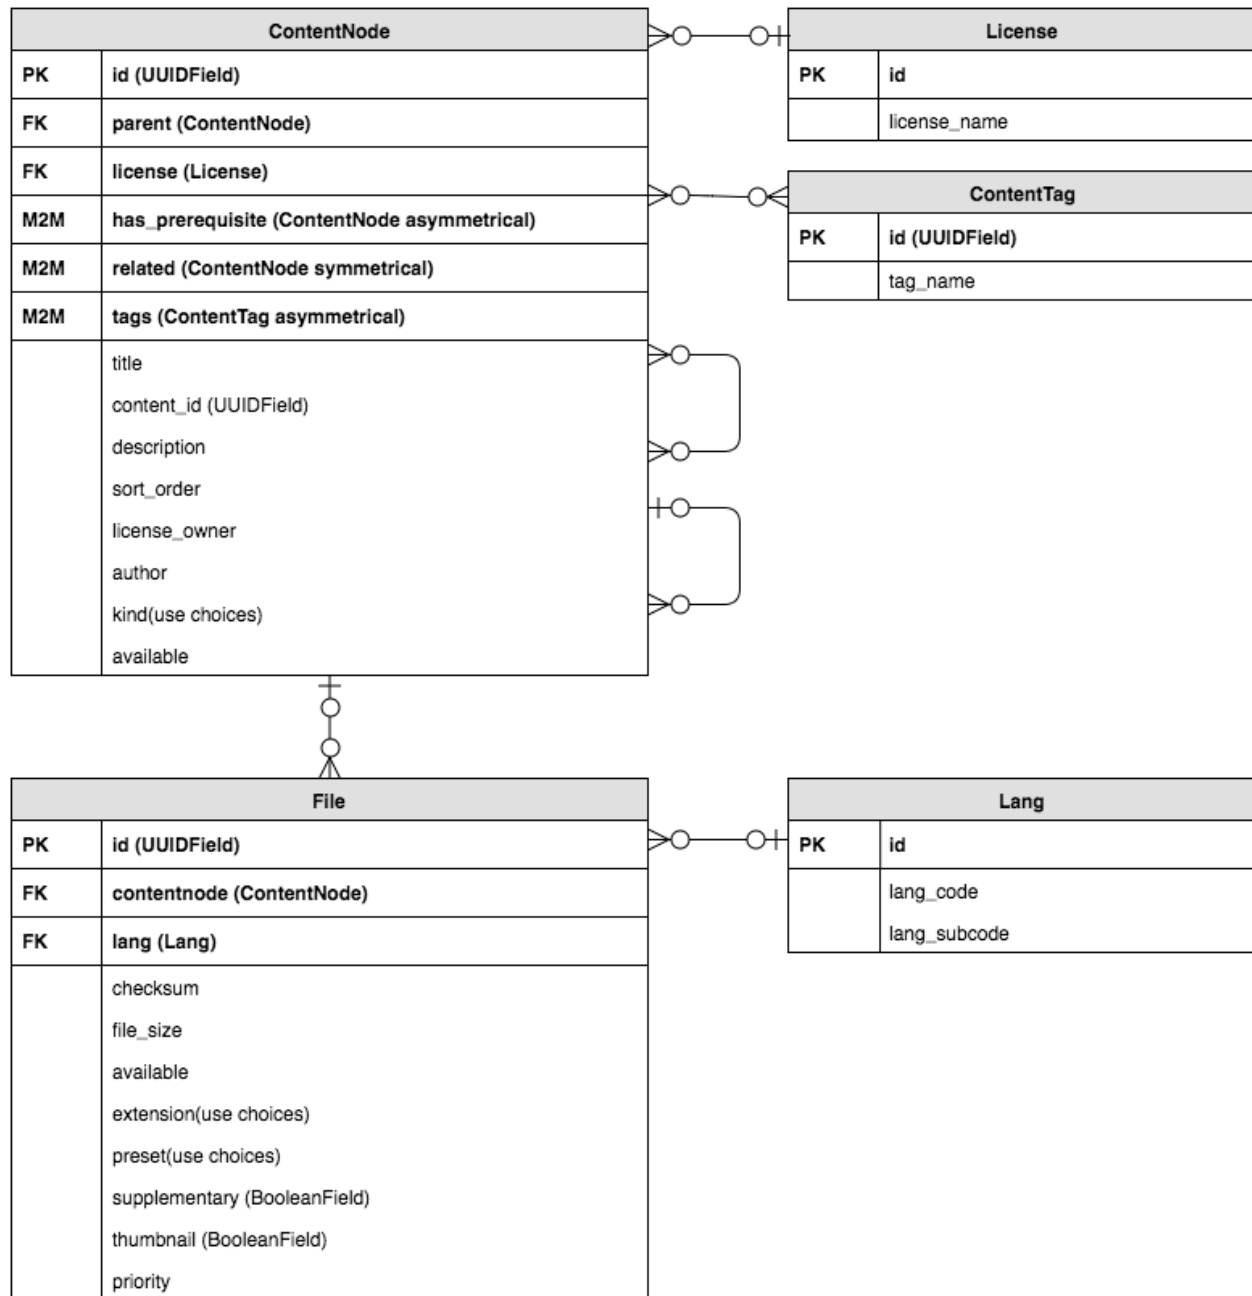 ContentNode
PK id (UUIDField)
FK parent (ContentNode)
FK license (License)
M2M has_prerequisite (ContentNode asymmetrical)
M2M related (ContentNode symmetrical)
M2M tags (ContentTag asymmetrical)
title
content_id (UUIDField)
description
sort_order
license_owner
author
kind(use choices)
available
License
PK id
license_name
ContentTag
PK id (UUIDField)
tag_name
File
PK id (UUIDField)
FK contentnode (ContentNode)
FK lang (Lang)
checksum
file_size
available
extension(use choices)
preset(use choices)
supplementary (BooleanField)
thumbnail (BooleanField)
priority
Lang
PK id
lang_code
lang_subcode